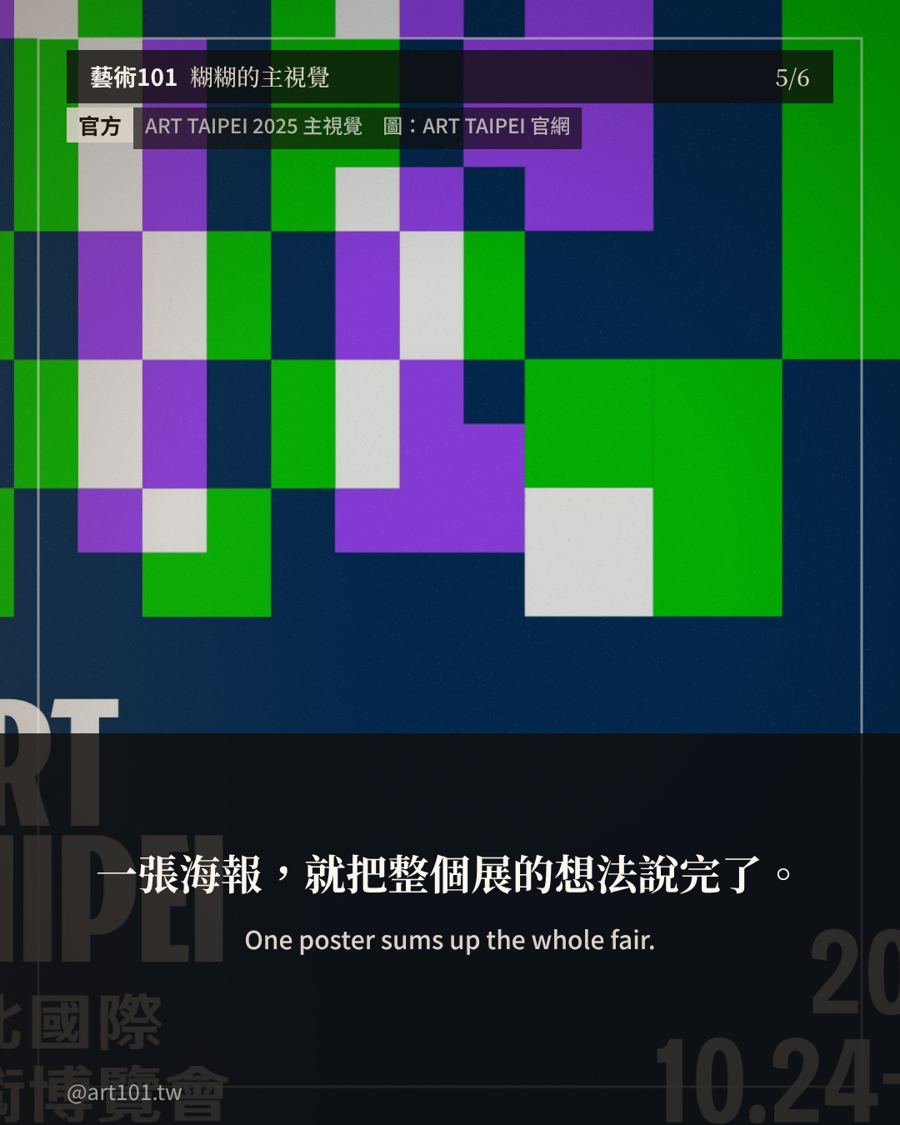 藝術101 糊糊的主視覺 5/6
官方 ART TAIPEI 2025 主視覺 圖：ART TAIPEI 官網
RT
IPEI
一張海報，就把整個展的想法說完了。
One poster sums up the whole fair.
20
北國際
10.24-
術博覽會
@art101.tw